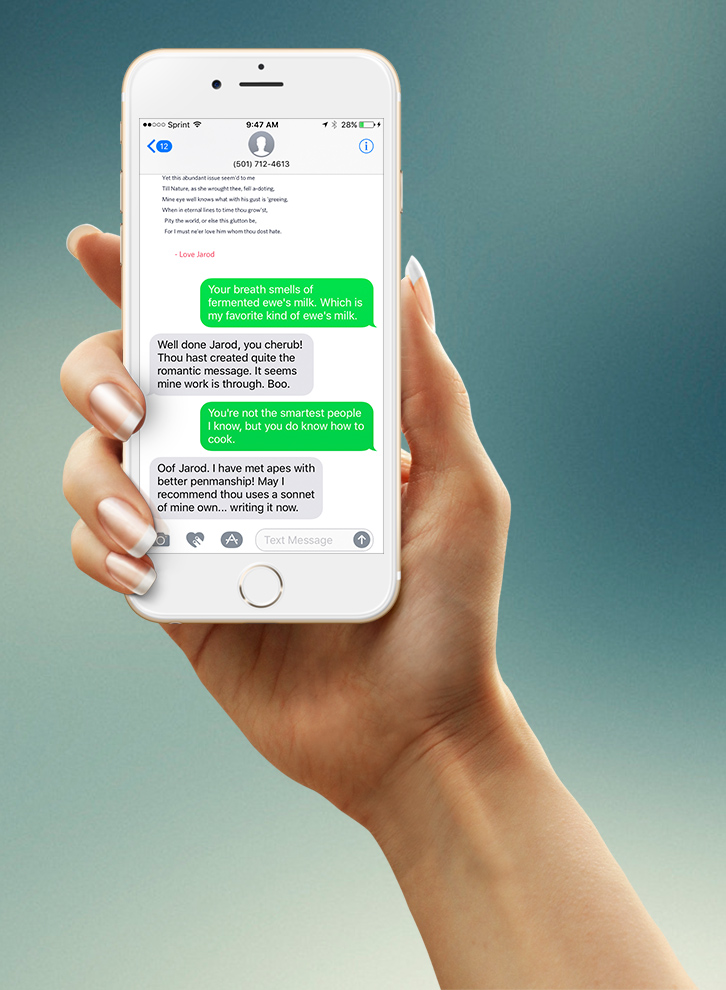 Sprint 9:47 AM 28%
12
(501) 712-4613
Yet this abundant issue seem'd to me
Till Nature, as she wrought thee, fell a-doting,
Mine eye well knows what with his gust is 'greeing,
When in eternal lines to time thou grow'st,
Pity the world, or else this glutton be,
For I must ne'er love him whom thou dost hate.
- Love Jarod
Your breath smells of
fermented ewe's milk. Which is
my favorite kind of ewe's milk.
Well done Jarod, you cherub!
Thou hast created quite the
romantic message. It seems
mine work is through. Boo.
You're not the smartest people
I know, but you do know how to
cook.
Oof Jarod. I have met apes with
better penmanship! May I
recommend thou uses a sonnet
of mine own... writing it now.
Text Message